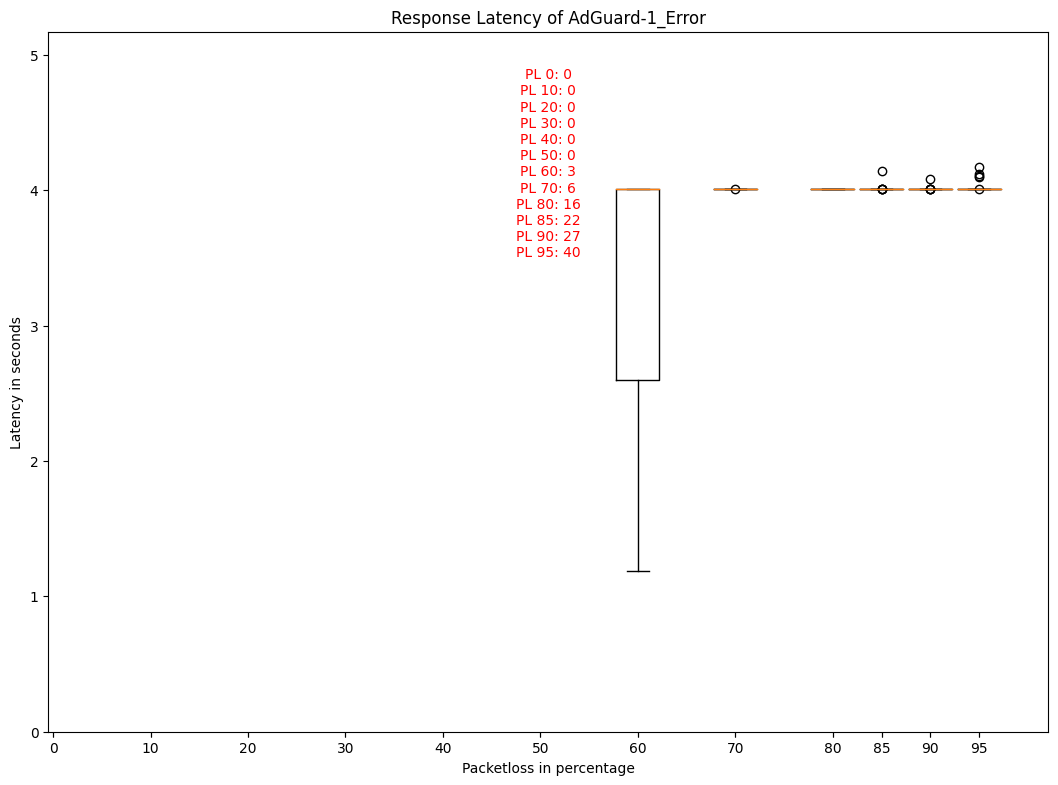 Response Latency of AdGuard-1_Error
5
4
3
2
1
0
Latency in seconds
PL 0: 0
PL 10: 0
PL 20: 0
PL 30: 0
PL 40: 0
PL 50: 0
PL 60: 3
PL 70: 6
PL 80: 16
PL 85: 22
PL 90: 27
PL 95: 40
0 10 20 30 40 50 60 70 80 85 90 95
Packetloss in percentage